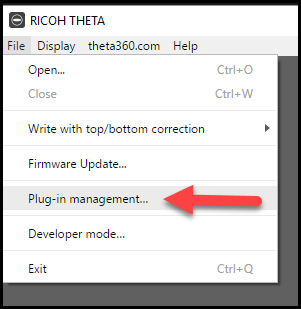 RICOH THETA
File Display theta360.com Help
Open... Ctrl+O
Close Ctrl+W
Write with top/bottom correction
Firmware Update...
Plug-in management...
Developer mode...
Exit Ctrl+Q